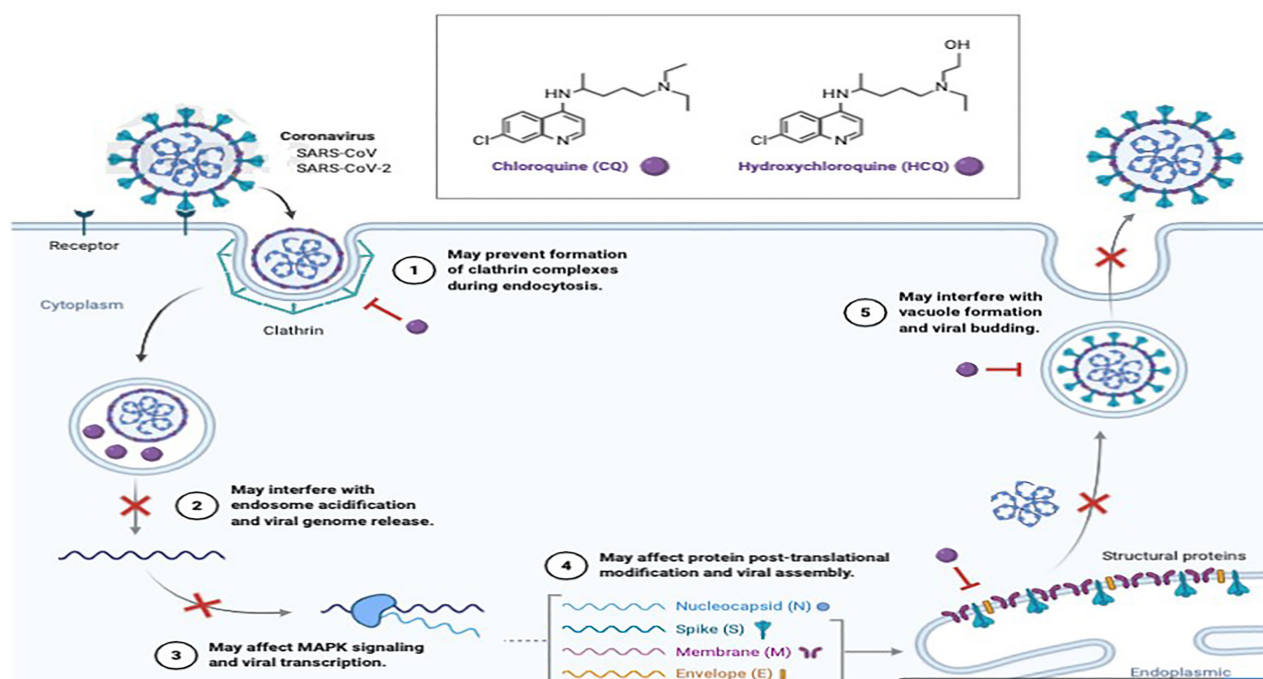 Coronavirus
SARS-CoV
SARS-CoV-2
HN
N
Cl
N
Chloroquine (CQ)
OH
HN
N
Cl
N
Hydroxychloroquine (HCQ)
Receptor
Cytoplasm
Clathrin
1
May prevent formation
of clathrin complexes
during endocytosis.
2
May interfere with
endosome acidification
and viral genome release.
3
May affect MAPK signaling
and viral transcription.
4
May affect protein post-translational
modification and viral assembly.
Nucleocapsid (N)
Spike (S)
Membrane (M)
Envelope (E)
5
May interfere with
vacuole formation
and viral budding.
Structural proteins
Endoplasmic